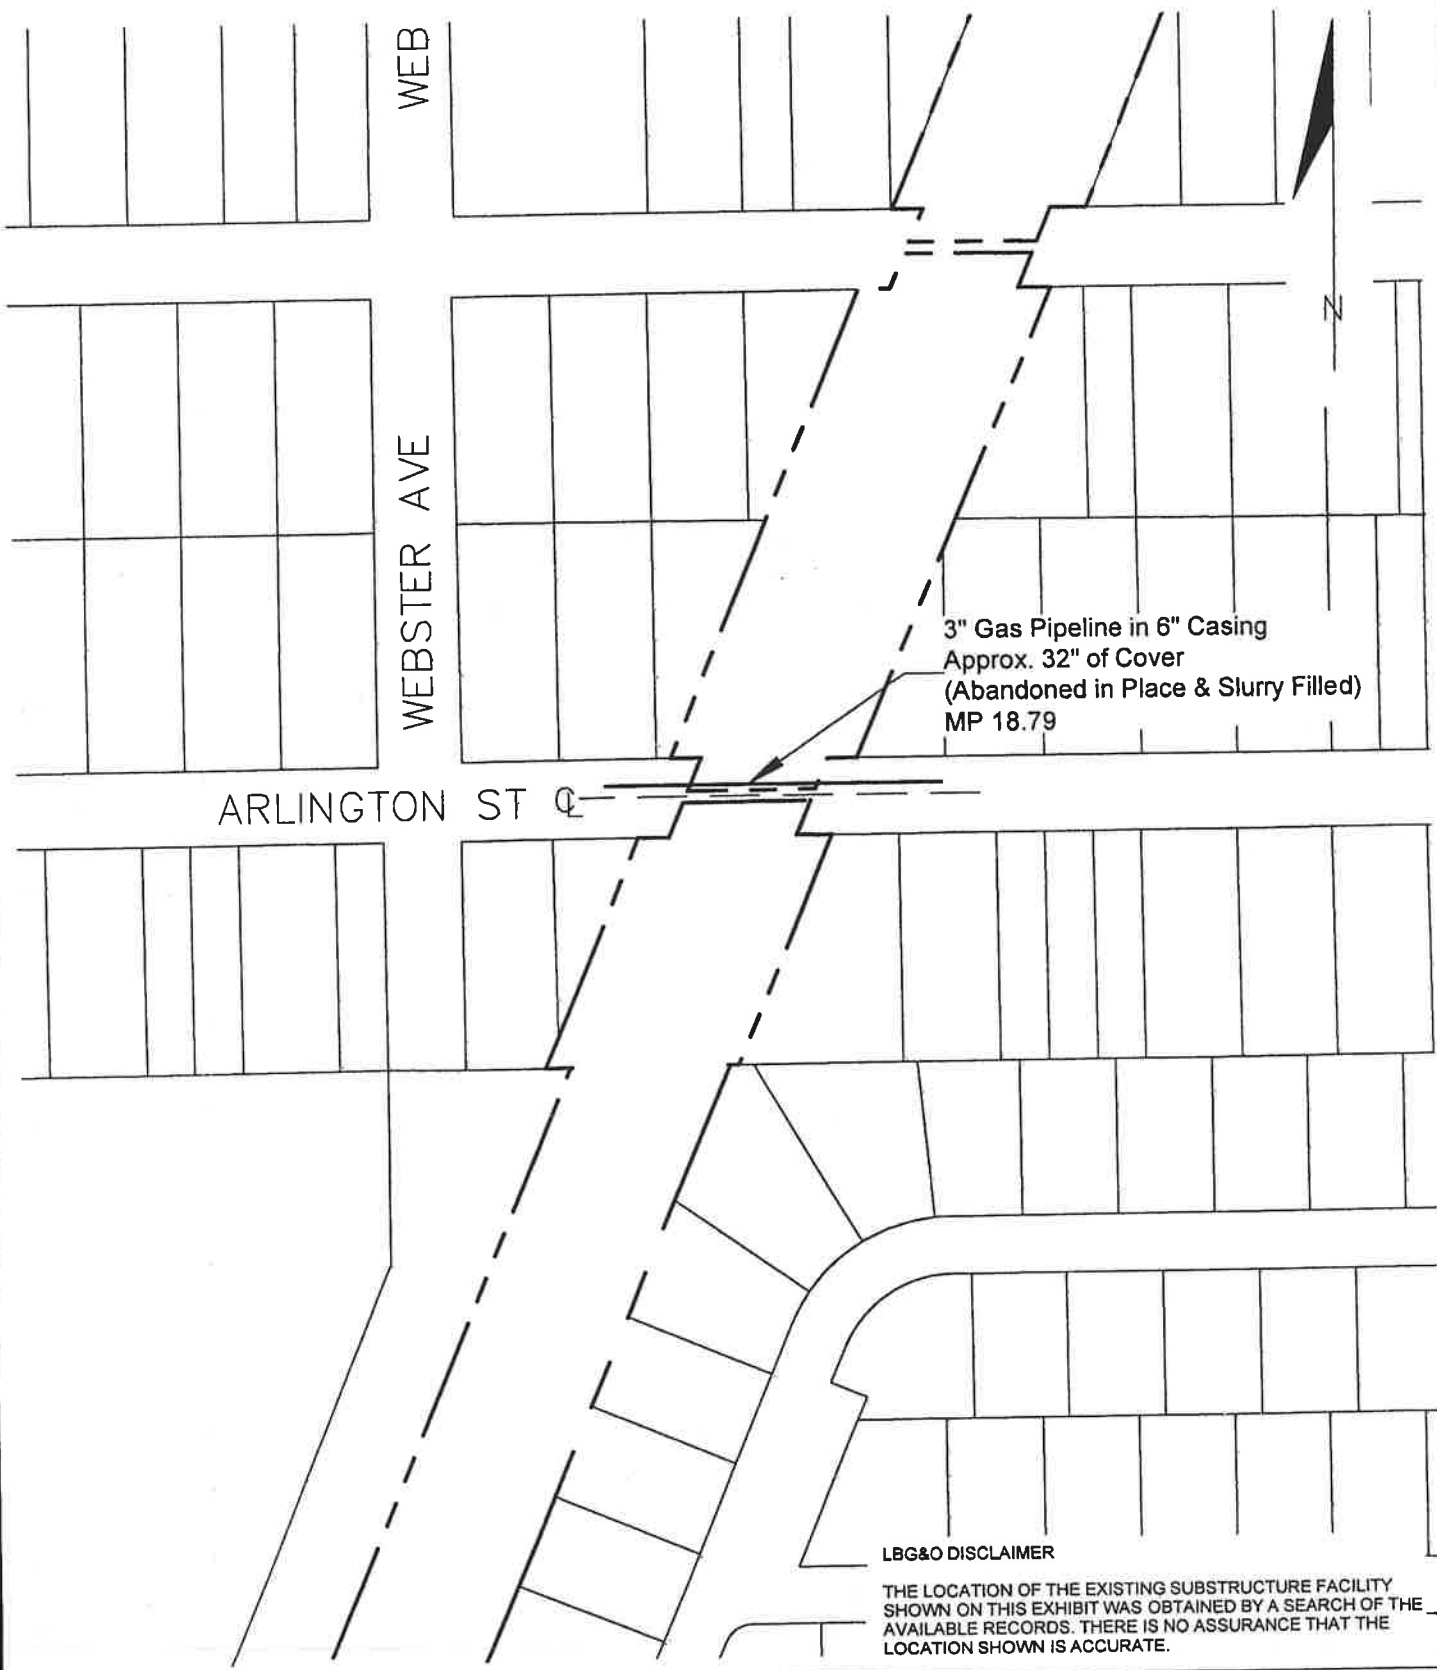 WEB
N
WEBSTER AVE
3" Gas Pipeline in 6" Casing
Approx. 32" of Cover
(Abandoned in Place & Slurry Filled)
MP 18.79
ARLINGTON ST ℄
LBG&O DISCLAIMER
THE LOCATION OF THE EXISTING SUBSTRUCTURE FACILITY
SHOWN ON THIS EXHIBIT WAS OBTAINED BY A SEARCH OF THE
AVAILABLE RECORDS. THERE IS NO ASSURANCE THAT THE
LOCATION SHOWN IS ACCURATE.